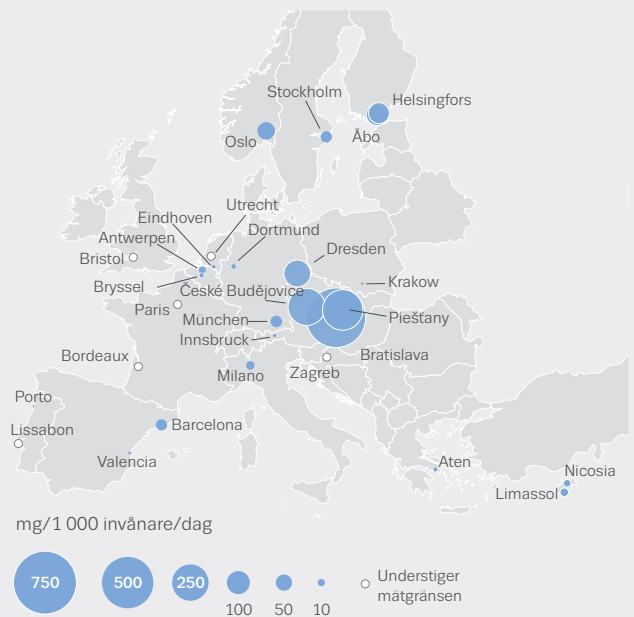 Stockholm
Helsingfors
Oslo
Åbo
Utrecht
Eindhoven
Dortmund
Antwerpen
Dresden
Bristol
Bryssel
České Budějovice
Krakow
Paris
München
Piešťany
Innsbruck
Bordeaux
Bratislava
Milano
Zagreb
Porto
Barcelona
Lissabon
Valencia
Aten
Nicosia
Limassol
mg/1 000 invånare/dag
750
500
250
100
50
10
Understiger
mätgränsen